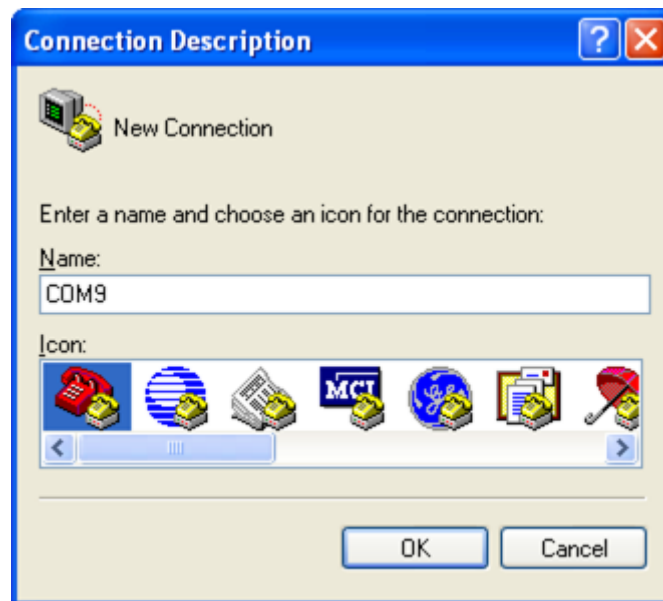 Connection Description
New Connection
Enter a name and choose an icon for the connection:
Name:
COM9
Icon:
MCI
OK Cancel